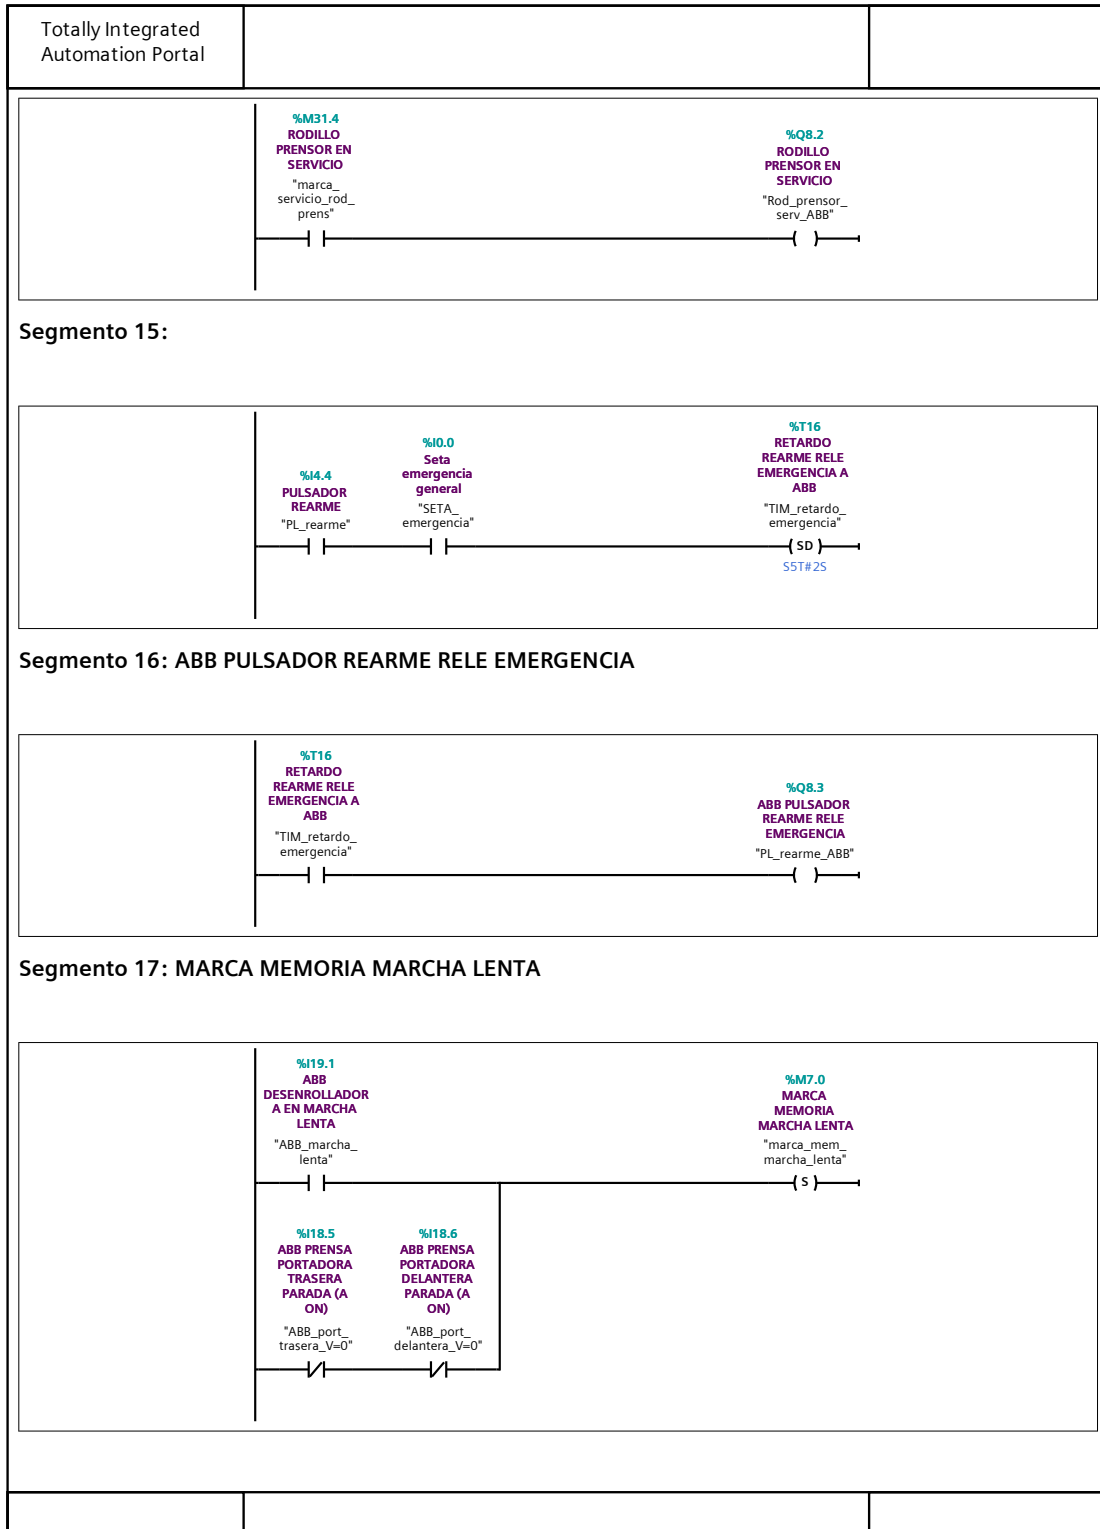 Totally Integrated
Automation Portal
%M31.4
RODILLO
PRENSOR EN
SERVICIO
"marca_
servicio_rod_
prens"
%Q8.2
RODILLO
PRENSOR EN
SERVICIO
"Rod_prensor_
serv_ABB"
Segmento 15:
%I4.4
PULSADOR
REARME
"PL_rearme"
%I0.0
Seta
emergencia
general
"SETA_
emergencia"
%T16
RETARDO
REARME RELE
EMERGENCIA A
ABB
"TIM_retardo_
emergencia"
SD
S5T#2S
Segmento 16: ABB PULSADOR REARME RELE EMERGENCIA
%T16
RETARDO
REARME RELE
EMERGENCIA A
ABB
"TIM_retardo_
emergencia"
%Q8.3
ABB PULSADOR
REARME RELE
EMERGENCIA
"PL_rearme_ABB"
Segmento 17: MARCA MEMORIA MARCHA LENTA
%I19.1
ABB
DESENROLLADOR
A EN MARCHA
LENTA
"ABB_marcha_
lenta"
%M7.0
MARCA
MEMORIA
MARCHA LENTA
"marca_mem_
marcha_lenta"
S
%I18.5
ABB PRENSA
PORTADORA
TRASERA
PARADA (A
ON)
"ABB_port_
trasera_V=0"
%I18.6
ABB PRENSA
PORTADORA
DELANTERA
PARADA (A
ON)
"ABB_port_
delantera_V=0"